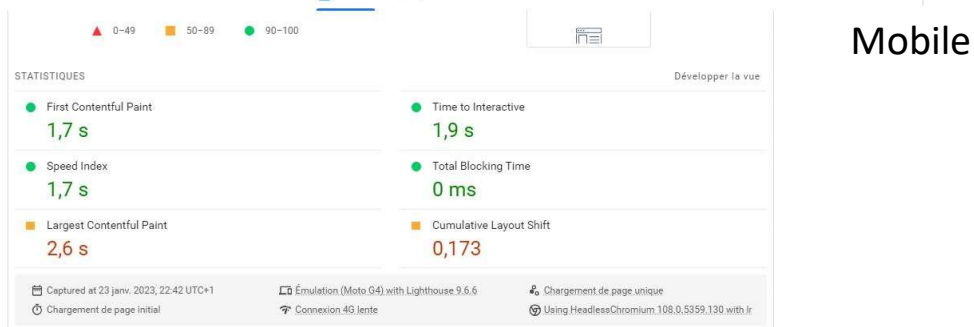 0–49 50–89 90–100
Mobile
STATISTIQUES Développer la vue
First Contentful Paint Time to Interactive
1,7 s 1,9 s
Speed Index Total Blocking Time
1,7 s 0 ms
Largest Contentful Paint Cumulative Layout Shift
2,6 s 0,173
Captured at 23 janv. 2023, 22:42 UTC+1 Émulation (Moto G4) with Lighthouse 9.6.6 Chargement de page unique
Chargement de page initial Connexion 4G lente Using HeadlessChromium 108.0.5359.130 with lr